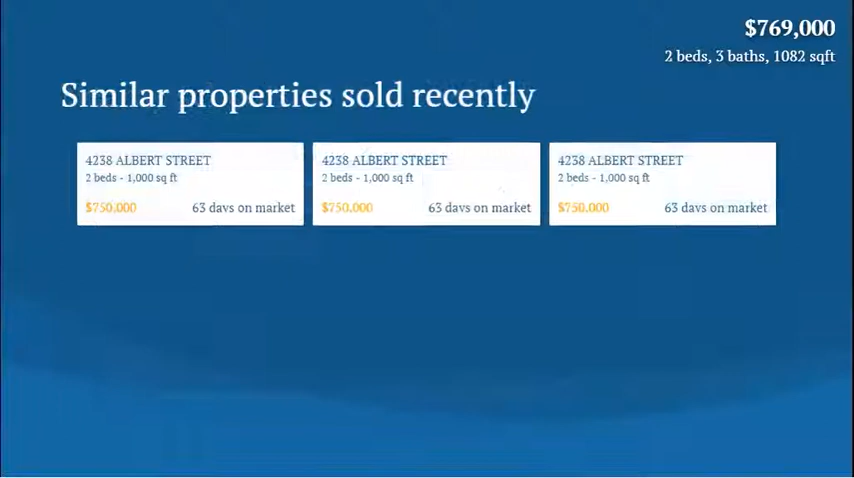 $769,000
2 beds, 3 baths, 1082 sqft
Similar properties sold recently
4238 ALBERT STREET
2 beds - 1,000 sq ft
$750,000 63 days on market
4238 ALBERT STREET
2 beds - 1,000 sq ft
$750,000 63 days on market
4238 ALBERT STREET
2 beds - 1,000 sq ft
$750,000 63 days on market